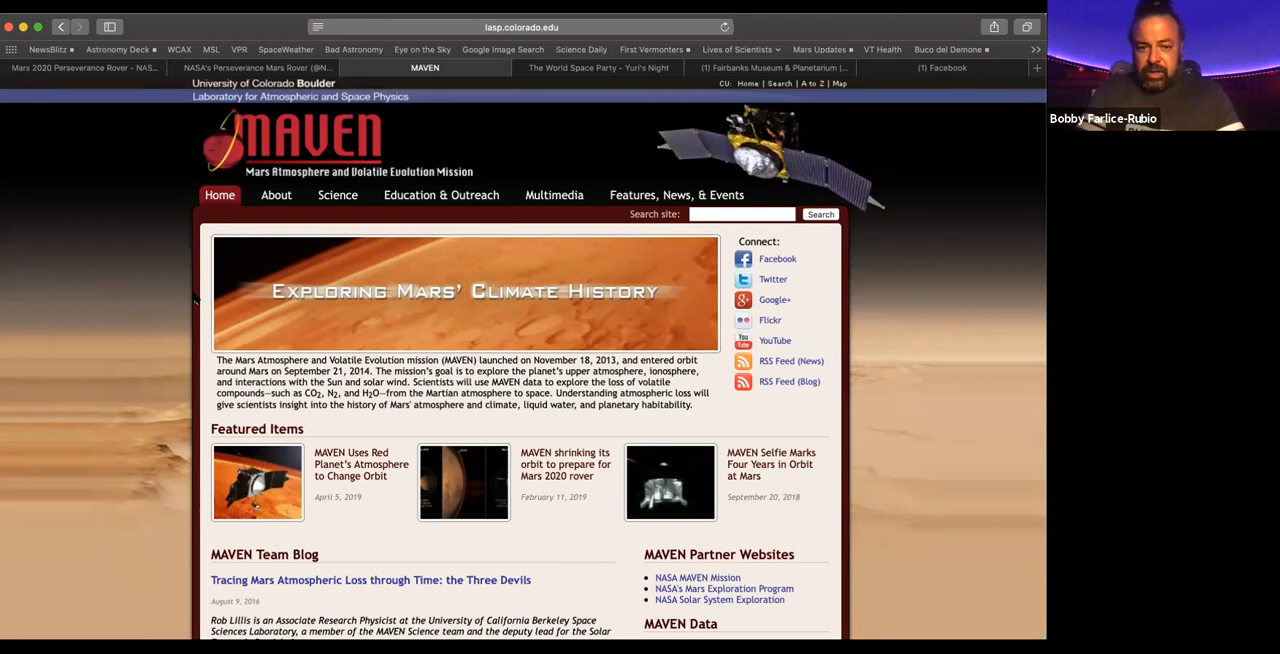 lasp.colorado.edu
NewsBlitz Astronomy Deck WCAX MSL VPR SpaceWeather Bad Astronomy Eye on the Sky Google Image Search Science Daily First Vermonters Lives of Scientists Mars Updates VT Health Buco del Demone
Mars 2020 Perseverance Rover - NAS... NASA's Perseverance Mars Rover (@N... MAVEN The World Space Party - Yuri's Night (1) Fairbanks Museum & Planetarium |... (1) Facebook
University of Colorado Boulder
CU: Home | Search | A to Z | Map
Laboratory for Atmospheric and Space Physics
MAVEN
Mars Atmosphere and Volatile Evolution Mission
Home About Science Education & Outreach Multimedia Features, News, & Events
Search site: Search
Exploring Mars' Climate History
The Mars Atmosphere and Volatile Evolution mission (MAVEN) launched on November 18, 2013, and entered orbit
around Mars on September 21, 2014. The mission's goal is to explore the planet's upper atmosphere, ionosphere,
and interactions with the Sun and solar wind. Scientists will use MAVEN data to explore the loss of volatile
compounds—such as CO2, N2, and H2O—from the Martian atmosphere to space. Understanding atmospheric loss will
give scientists insight into the history of Mars' atmosphere and climate, liquid water, and planetary habitability.
Connect:
Facebook
Twitter
Google+
Flickr
You Tube YouTube
RSS Feed (News)
RSS Feed (Blog)
Featured Items
MAVEN Uses Red
Planet's Atmosphere
to Change Orbit
April 5, 2019
MAVEN shrinking its
orbit to prepare for
Mars 2020 rover
February 11, 2019
MAVEN Selfie Marks
Four Years in Orbit
at Mars
September 20, 2018
MAVEN Team Blog
Tracing Mars Atmospheric Loss through Time: the Three Devils
August 9, 2016
Rob Lillis is an Associate Research Physicist at the University of California Berkeley Space
Sciences Laboratory, a member of the MAVEN Science team and the deputy lead for the Solar
MAVEN Partner Websites
NASA MAVEN Mission
NASA's Mars Exploration Program
NASA Solar System Exploration
MAVEN Data
Bobby Farlice-Rubio